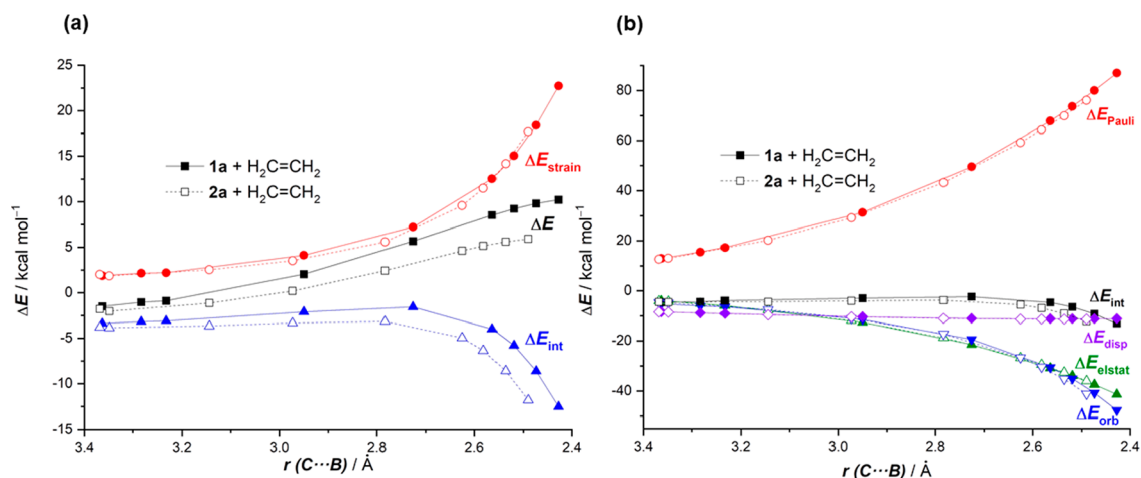 (a)
25
20
15
10
5
0
-5
-10
-15
ΔE / kcal mol⁻¹
1a + H₂C=CH₂
2a + H₂C=CH₂
ΔE_strain
ΔE
ΔE_int
3.4 3.2 3.0 2.8 2.6 2.4
r (C···B) / Å
(b)
80
60
40
20
0
-20
-40
ΔE / kcal mol⁻¹
1a + H₂C=CH₂
2a + H₂C=CH₂
ΔE_Pauli
ΔE_int
ΔE_disp
ΔE_elstat
ΔE_orb
3.4 3.2 3.0 2.8 2.6 2.4
r (C···B) / Å